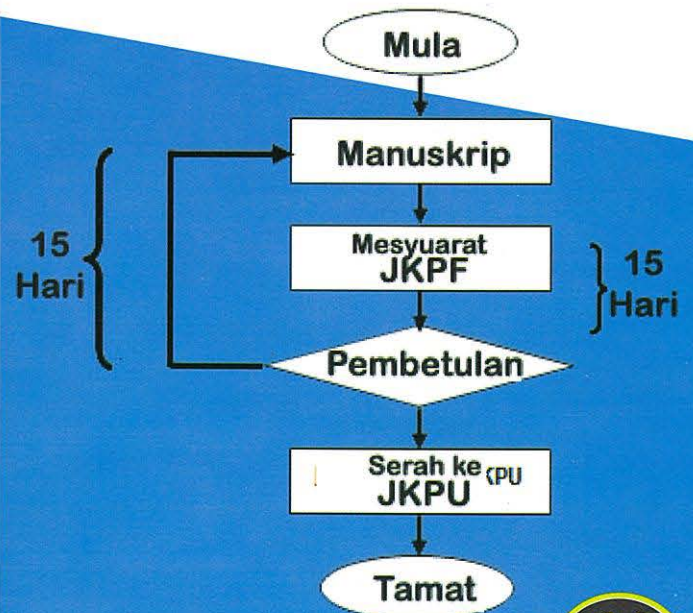 Mula
Manuskrip
15
Hari
Mesyuarat
JKPF
15
Hari
Pembetulan
Serah ke
JKPU
Tamat